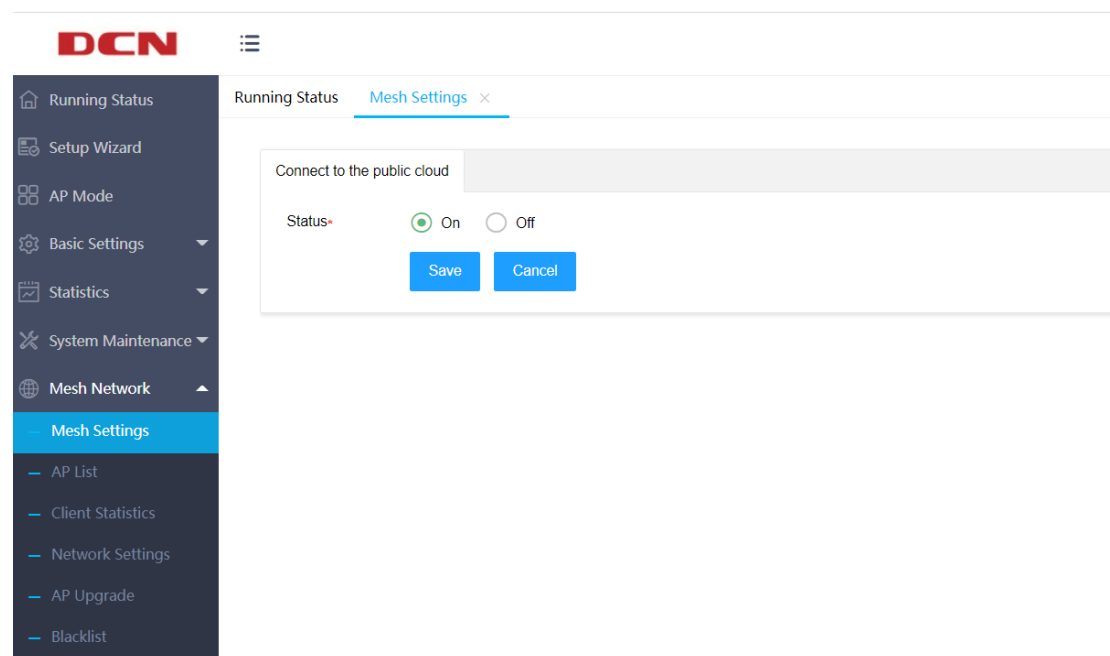 DCN
Running Status
Setup Wizard
AP Mode
Basic Settings
Statistics
System Maintenance
Mesh Network
Mesh Settings
AP List
Client Statistics
Network Settings
AP Upgrade
Blacklist
Running Status Mesh Settings ×
Connect to the public cloud
Status* On Off
Save Cancel